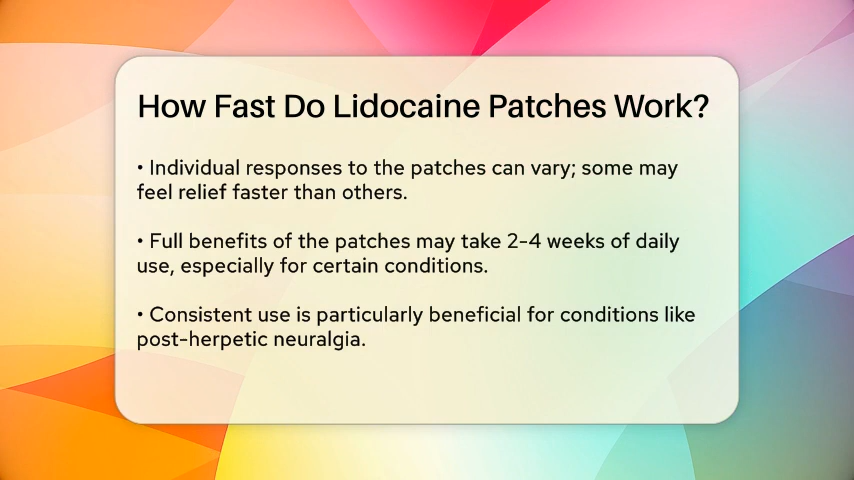 How Fast Do Lidocaine Patches Work?
• Individual responses to the patches can vary; some may
feel relief faster than others.
• Full benefits of the patches may take 2–4 weeks of daily
use, especially for certain conditions.
• Consistent use is particularly beneficial for conditions like
post-herpetic neuralgia.